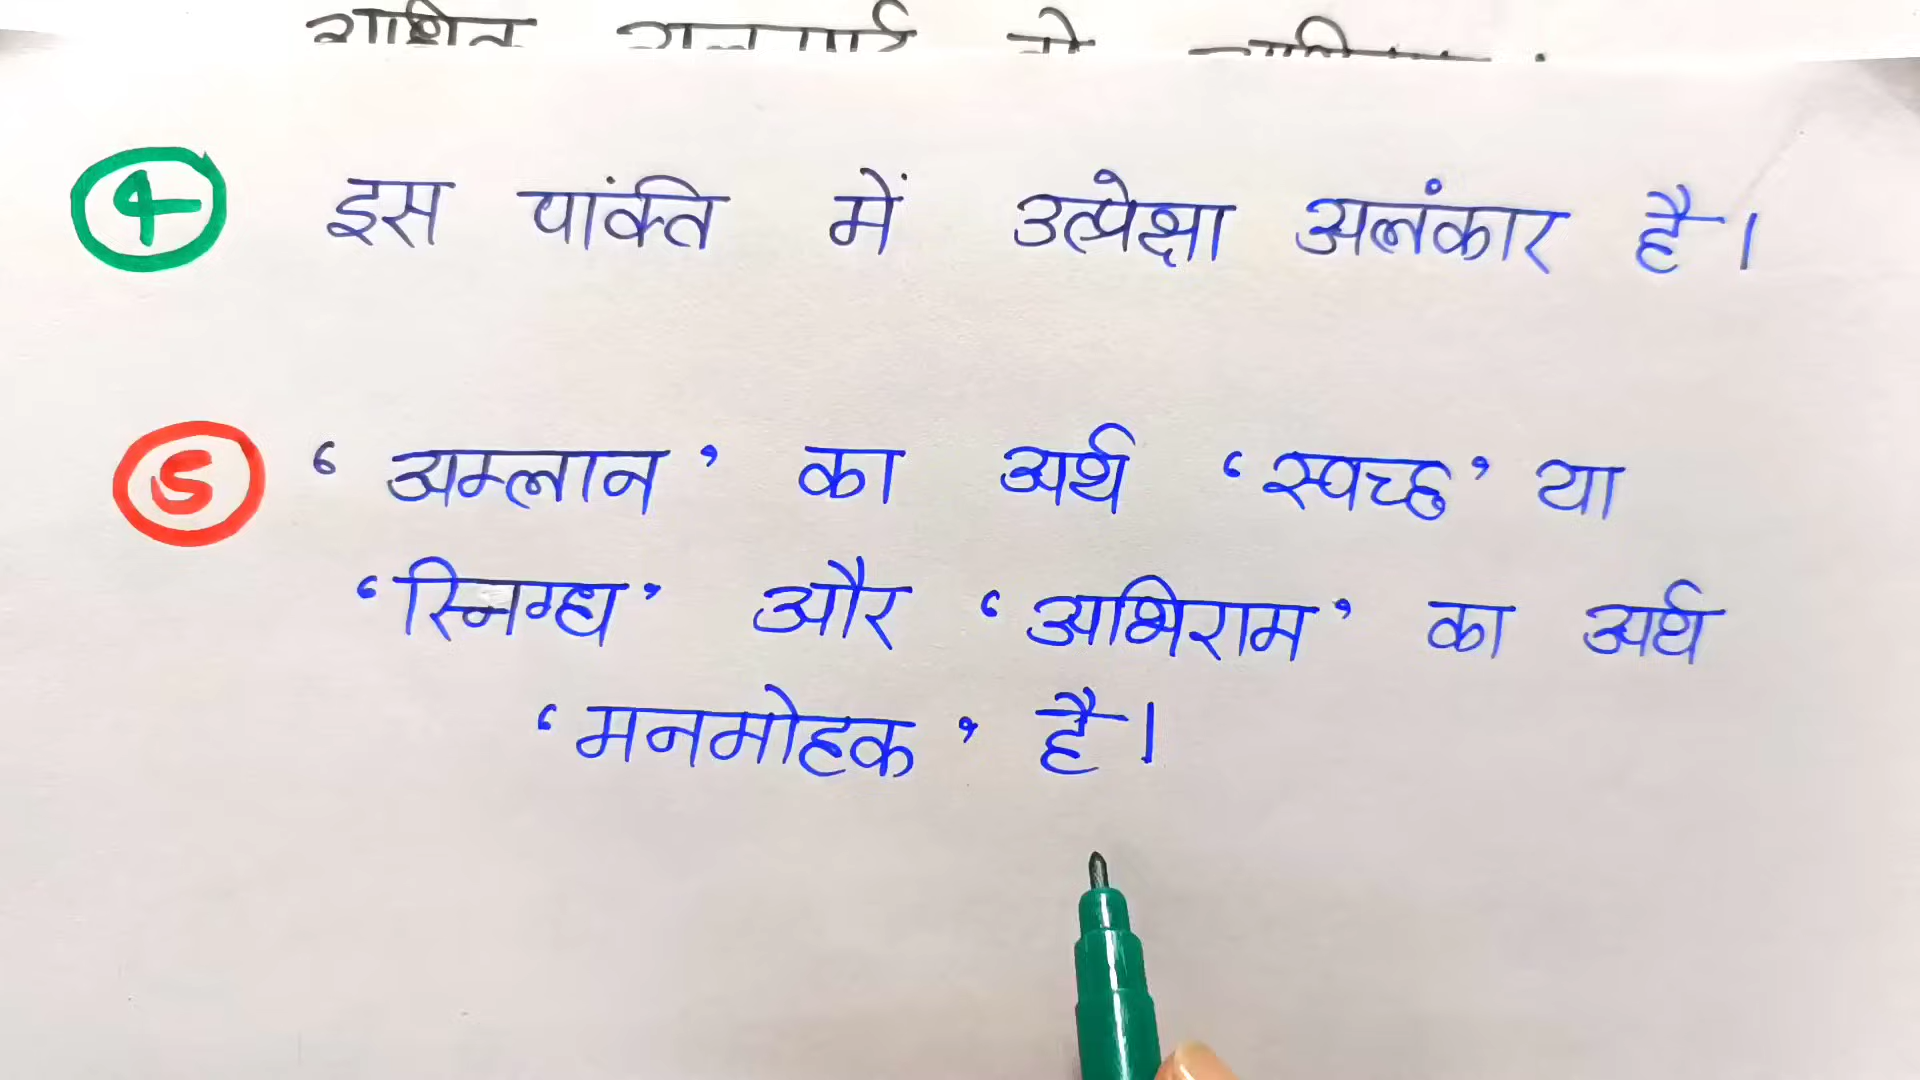 4 इस पांक्ति में उत्प्रेक्षा अलंकार है।
5 ‘अम्लान’ का अर्थ ‘स्वच्छ’ या
‘स्निग्ध’ और ‘अभिराम’ का अर्थ
‘मनमोहक’ है।